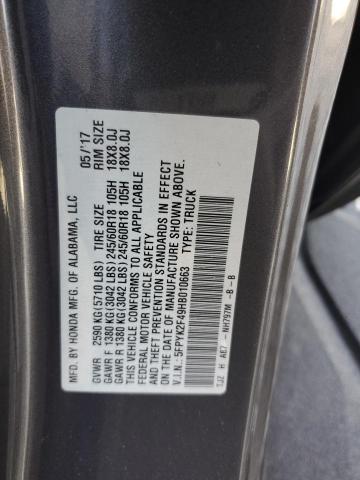 MFD. BY HONDA MFG. OF ALABAMA, LLC 05/'17
GVWR 2590 KG(5710 LBS) TIRE SIZE RIM SIZE
GAWR F 1380 KG(3042 LBS) 245/60R18 105H 18X8.0J
GAWR R 1380 KG(3042 LBS) 245/60R18 105H 18X8.0J
THIS VEHICLE CONFORMS TO ALL APPLICABLE
FEDERAL MOTOR VEHICLE SAFETY
AND THEFT PREVENTION STANDARDS IN EFFECT
ON THE DATE OF MANUFACTURE SHOWN ABOVE.
V.I.N.: 5FPYK2F49HB010663 TYPE: TRUCK
TJZ H AE7 - NH797M -B - B